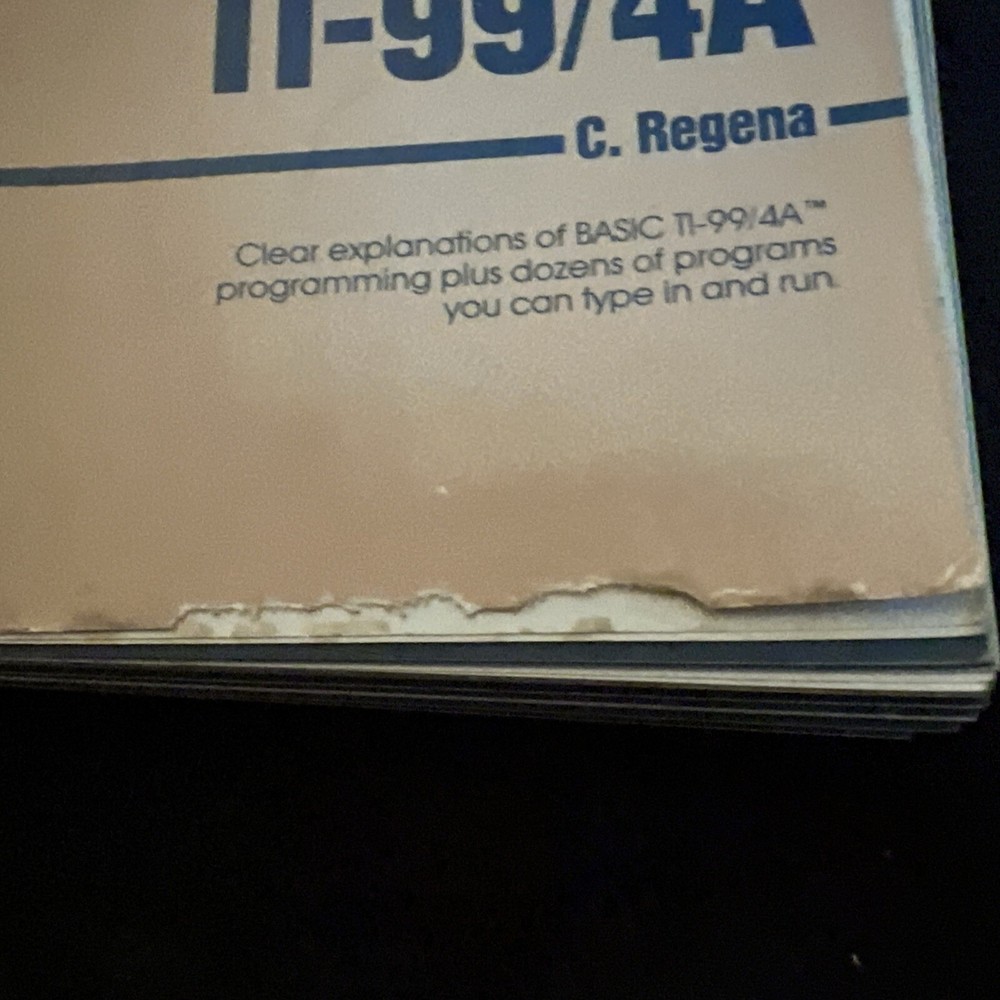 TI-99/4A
C. Regena
Clear explanations of BASIC TI-99/4A™
programming plus dozens of programs
you can type in and run.